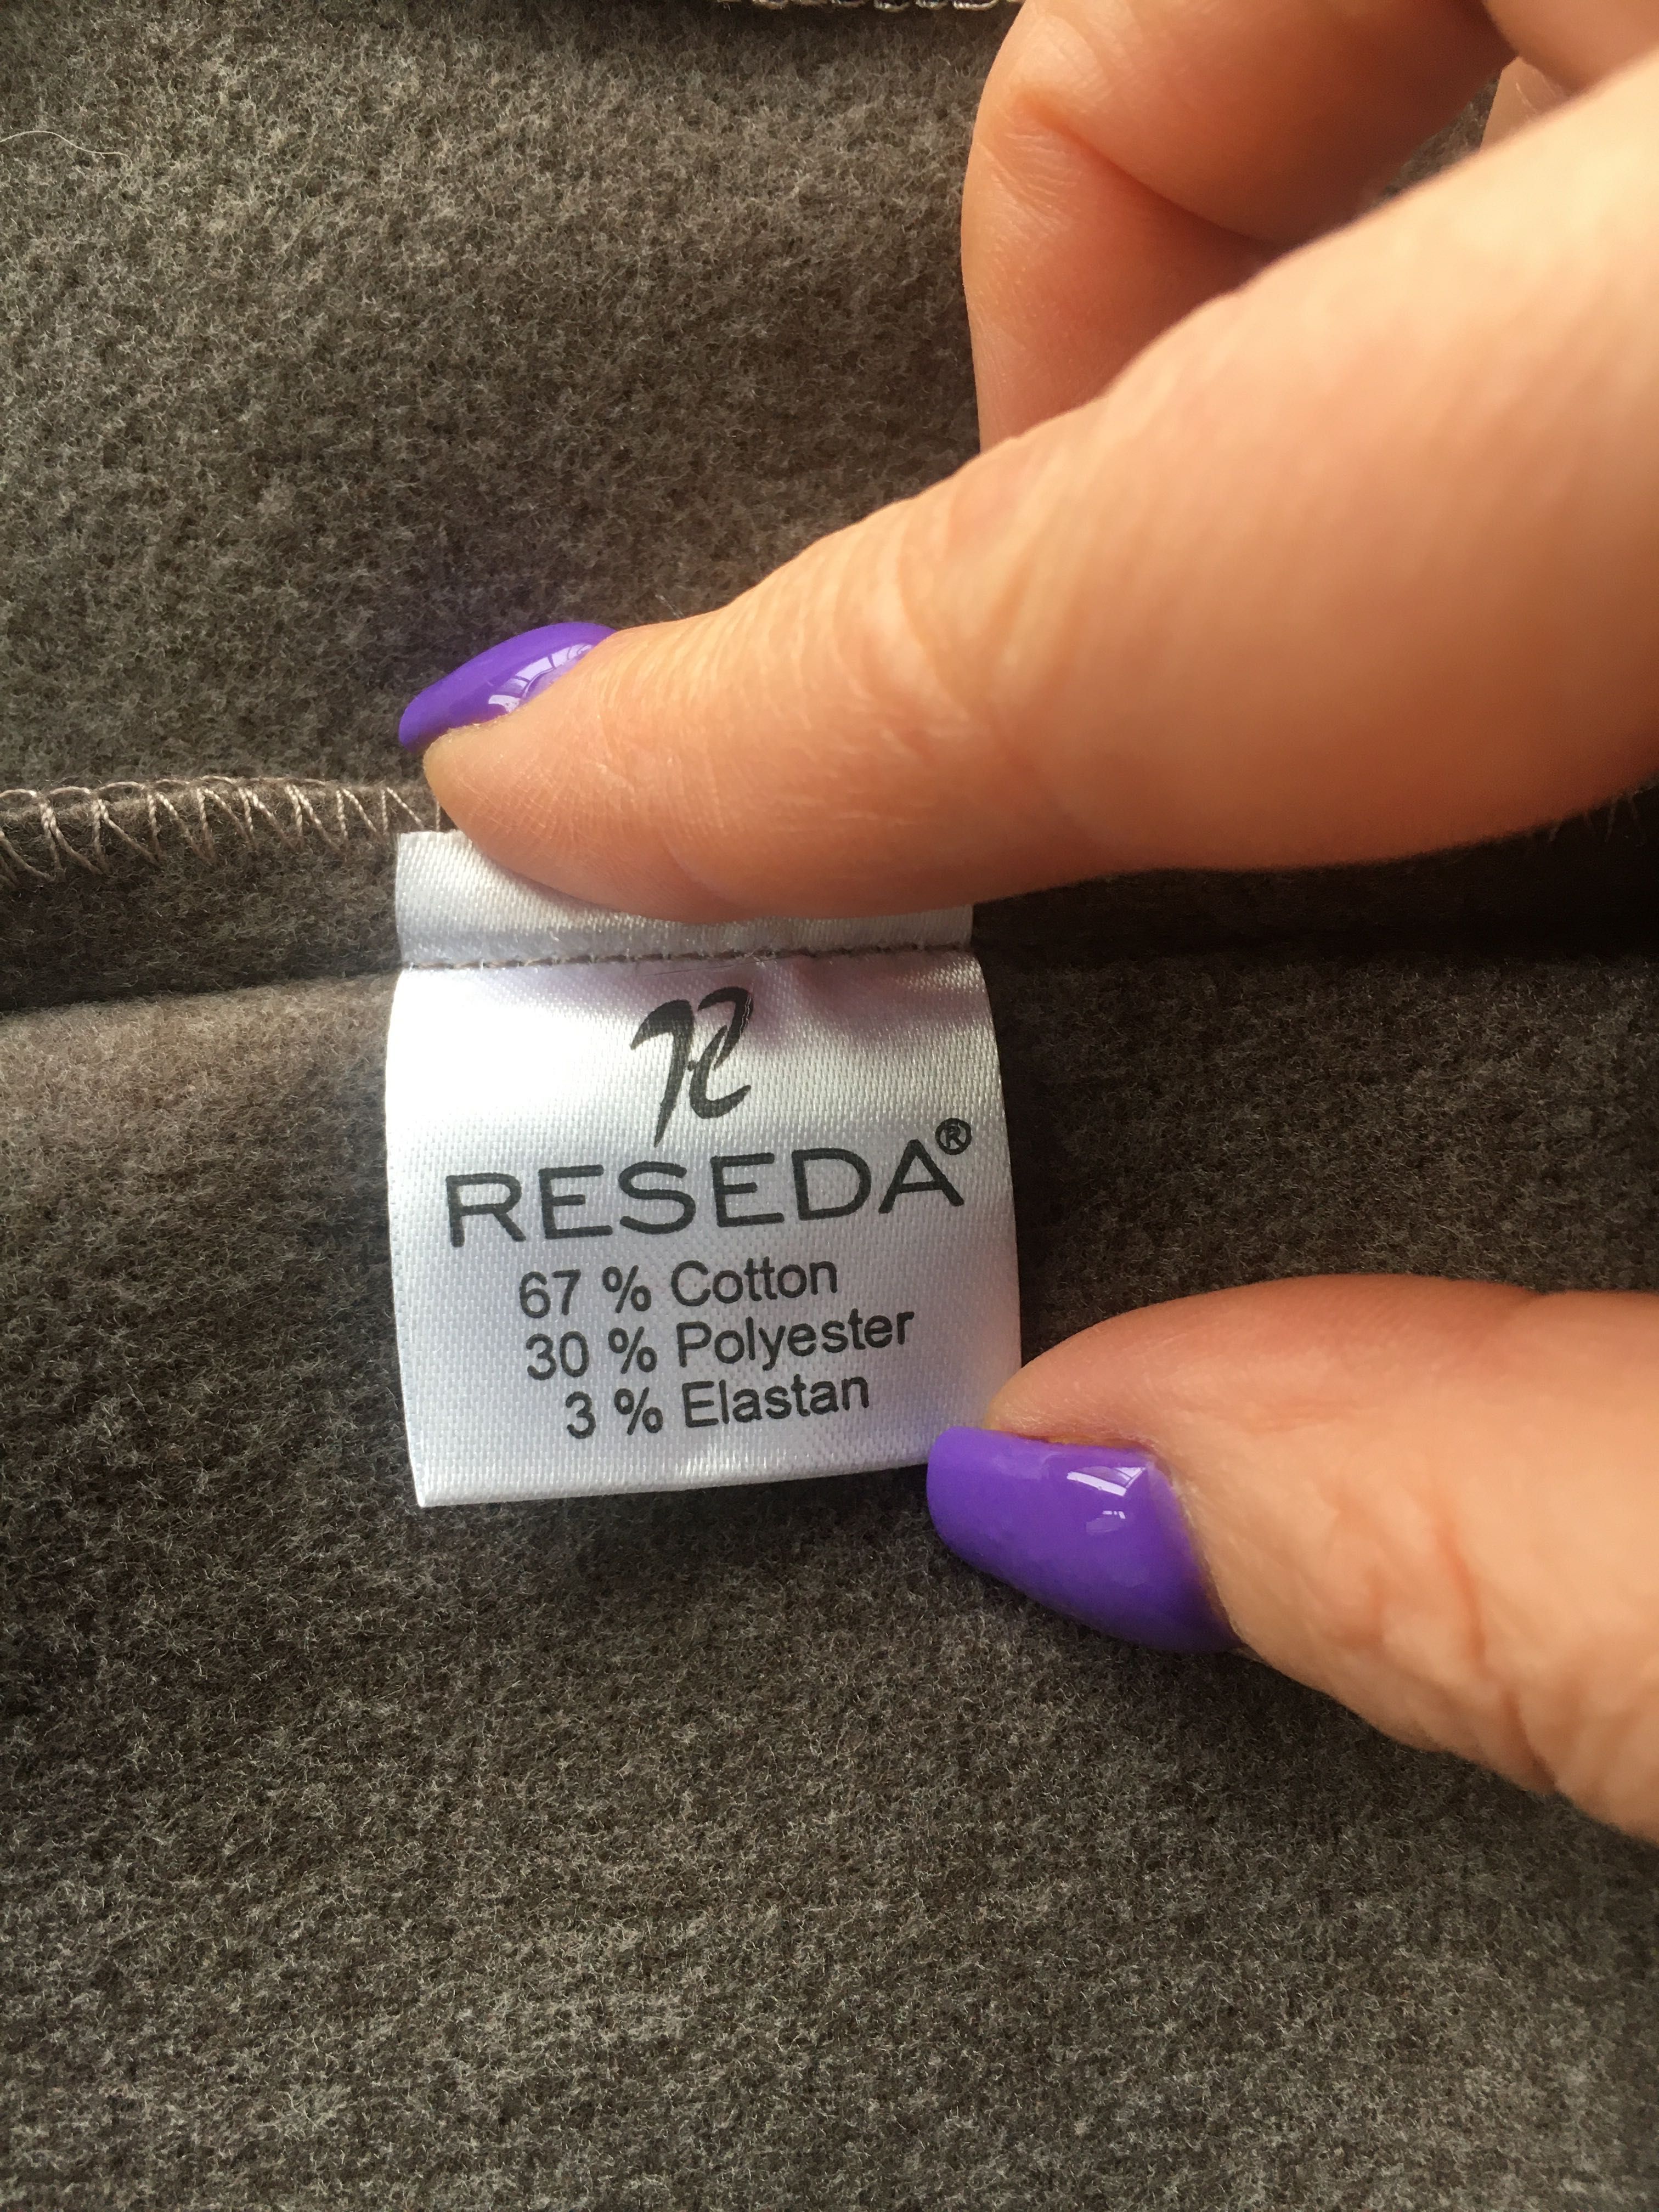 R
RESEDA®
67 % Cotton
30 % Polyester
3 % Elastan